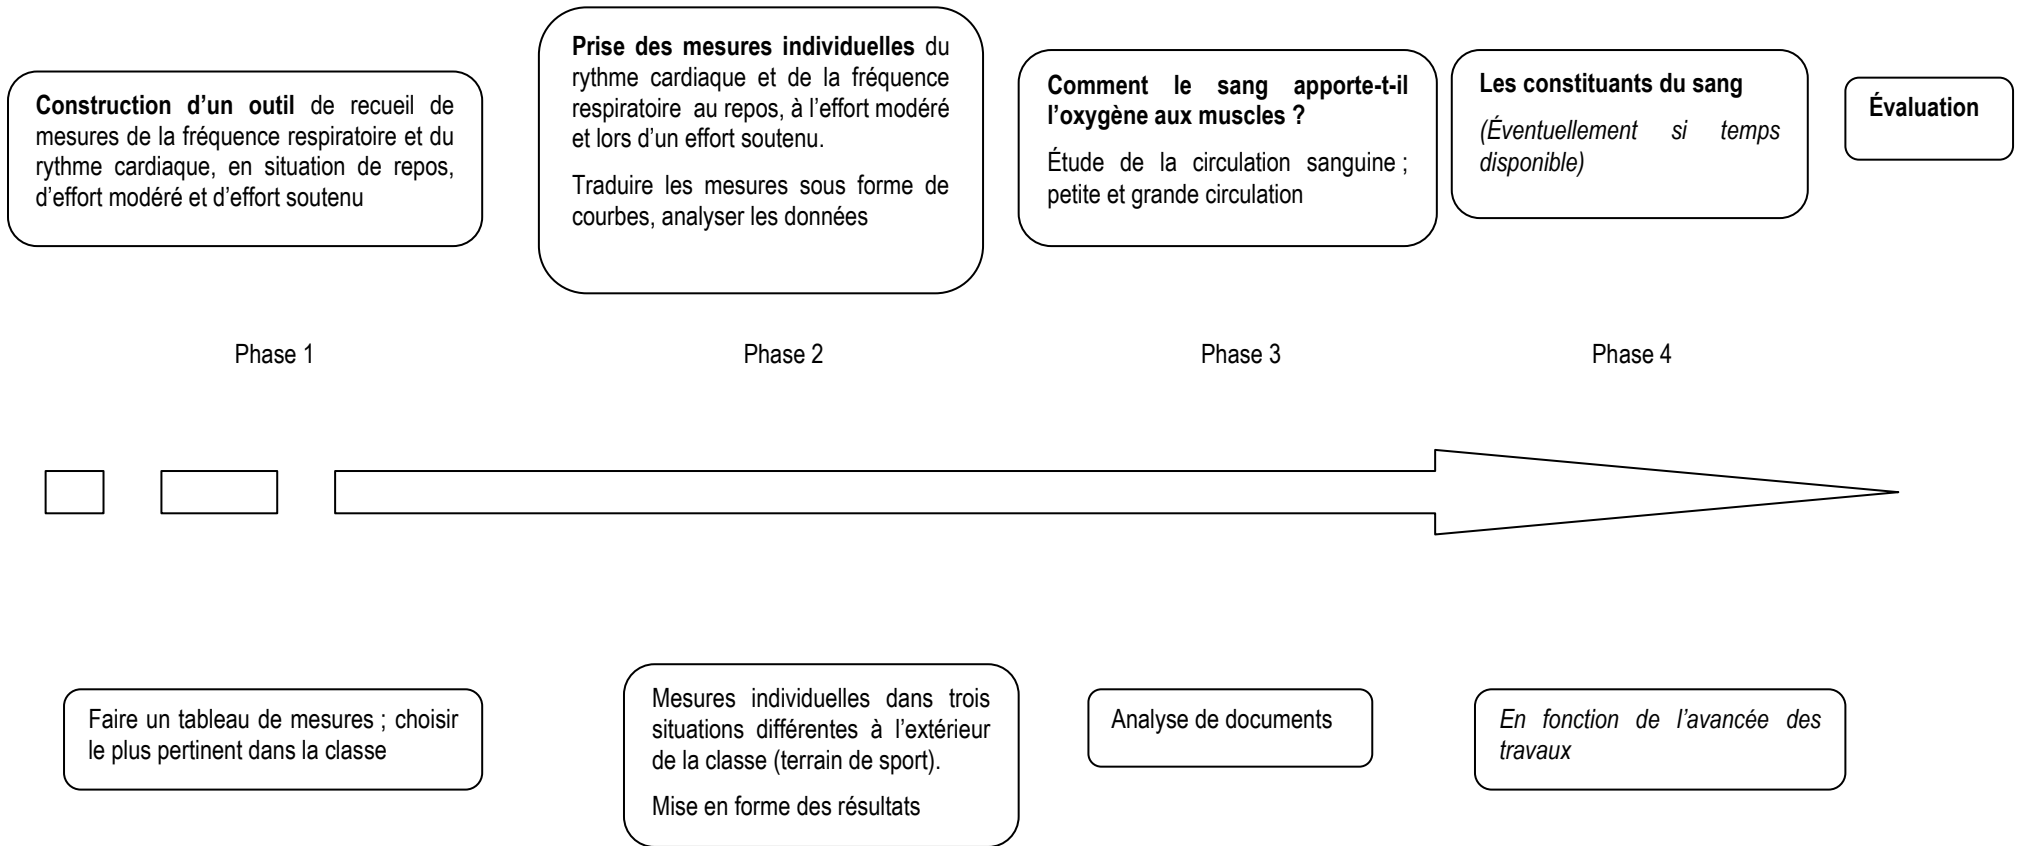 Construction d’un outil de recueil de
mesures de la fréquence respiratoire et du
rythme cardiaque, en situation de repos,
d’effort modéré et d’effort soutenu
Prise des mesures individuelles du
rythme cardiaque et de la fréquence
respiratoire au repos, à l’effort modéré
et lors d’un effort soutenu.
Traduire les mesures sous forme de
courbes, analyser les données
Comment le sang apporte-t-il
l’oxygène aux muscles ?
Étude de la circulation sanguine ;
petite et grande circulation
Les constituants du sang
(Éventuellement si temps
disponible)
Évaluation
Phase 1
Phase 2
Phase 3
Phase 4
Faire un tableau de mesures ; choisir
le plus pertinent dans la classe
Mesures individuelles dans trois
situations différentes à l’extérieur
de la classe (terrain de sport).
Mise en forme des résultats
Analyse de documents
En fonction de l’avancée des
travaux